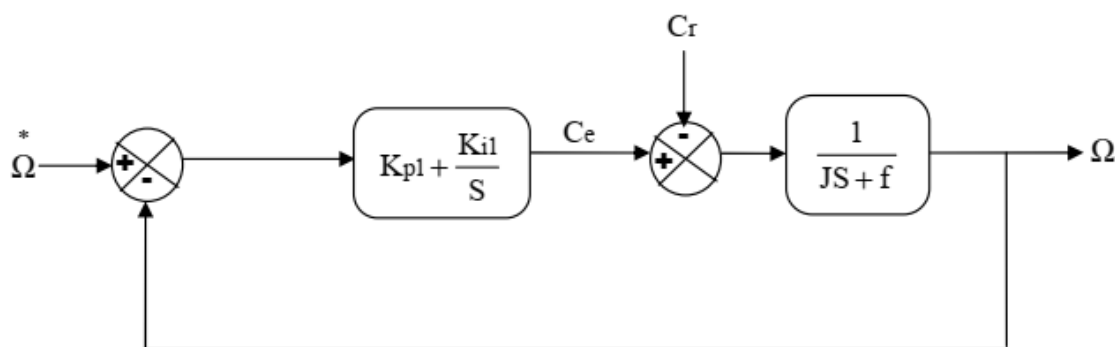 Cr
*
Ω
+
-
Kp1 + Ki1/S
Ce
-
+
1/(JS + f)
Ω